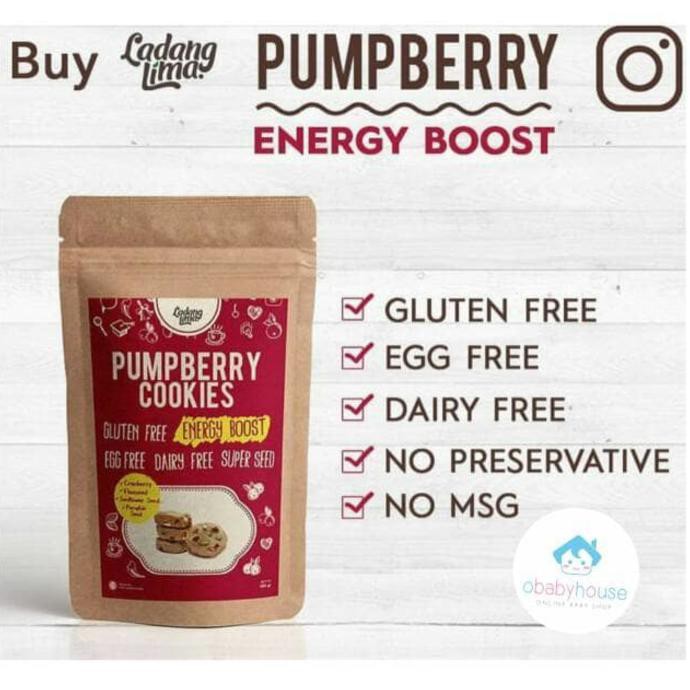 Buy Ladang Lima! PUMPBERRY
ENERGY BOOST
Ladang Lima!
PUMPBERRY
COOKIES
GLUTEN FREE ENERGY BOOST
EGG FREE DAIRY FREE SUPER SEED
Cranberry
Flaxseed
Sunflower Seed
Pumpkin
Seed
GLUTEN FREE
EGG FREE
DAIRY FREE
NO PRESERVATIVE
NO MSG
obabyhouse
ONLINE BABY SHOP